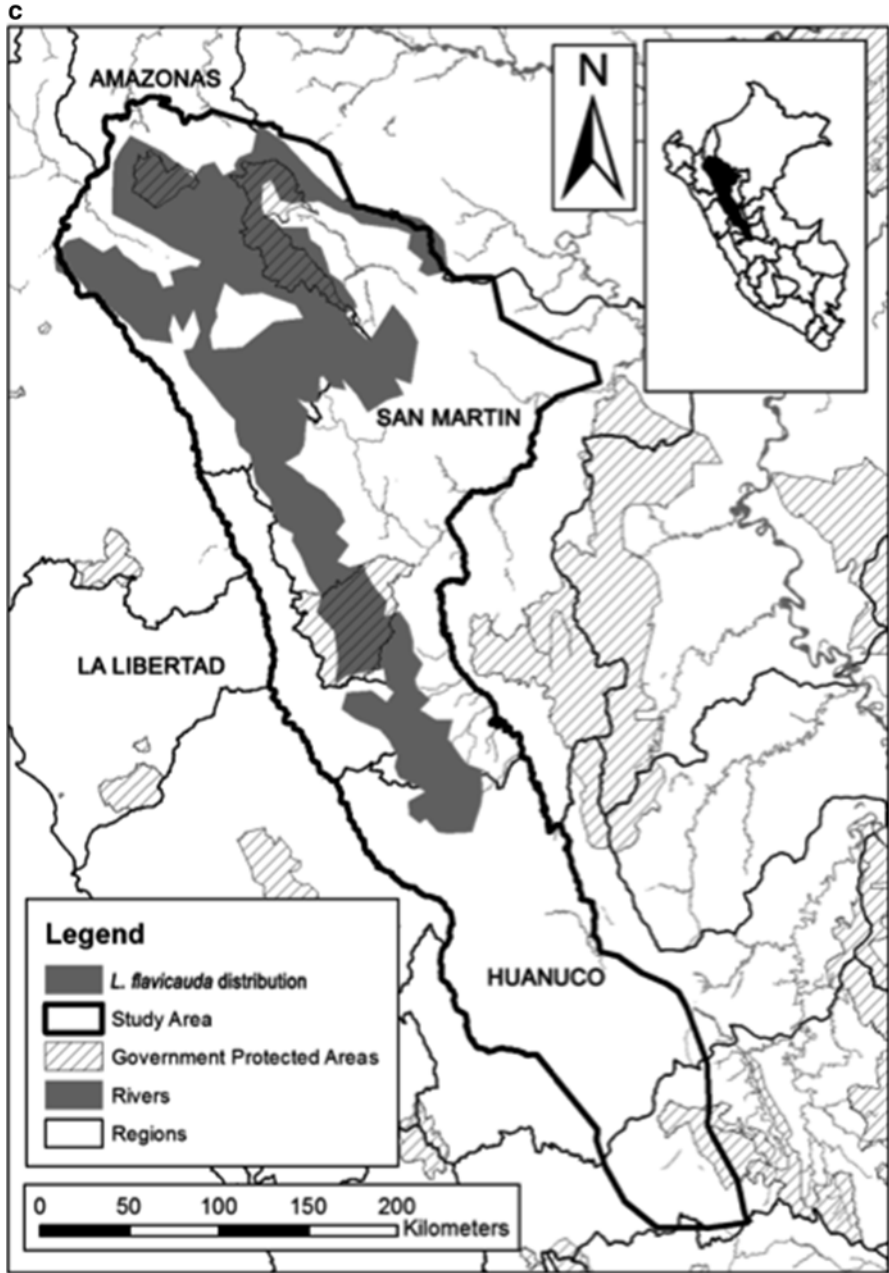 c
AMAZONAS
N
SAN MARTIN
LA LIBERTAD
HUANUCO
Legend
L. flavicauda distribution
Study Area
Government Protected Areas
Rivers
Regions
0 50 100 150 200
Kilometers